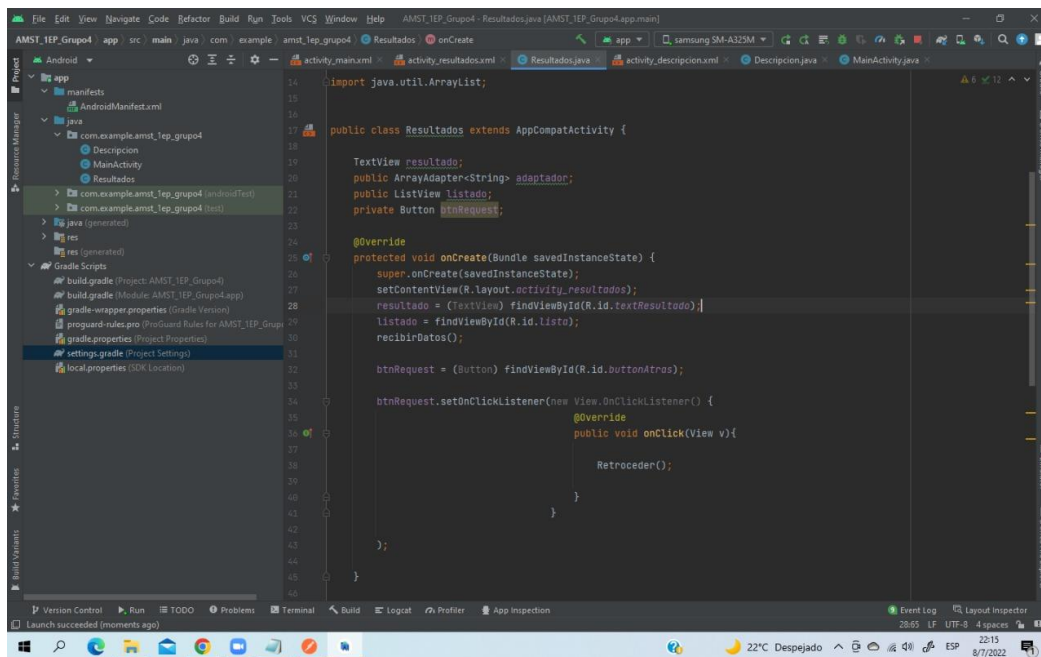 File Edit View Navigate Code Refactor Build Run Tools VCS Window Help AMST_1EP_Grupo4 - Resultados.java [AMST_1EP_Grupo4.app.main]
AMST_1EP_Grupo4 app src main java com example amst_1ep_grupo4 Resultados onCreate app samsung SM-A325M
Project
Android
activity_main.xml activity_resultados.xml Resultados.java activity_descripcion.xml Descripcion.java MainActivity.java
app
manifests
AndroidManifest.xml
java
com.example.amst_1ep_grupo4
Descripcion
MainActivity
Resultados
com.example.amst_1ep_grupo4 (androidTest)
com.example.amst_1ep_grupo4 (test)
java (generated)
res
res (generated)
Gradle Scripts
build.gradle (Project: AMST_1EP_Grupo4)
build.gradle (Module: AMST_1EP_Grupo4.app)
gradle-wrapper.properties (Gradle Version)
proguard-rules.pro (ProGuard Rules for AMST_1EP_Grup
gradle.properties (Project Properties)
settings.gradle (Project Settings)
local.properties (SDK Location)
Resource Manager
Structure
Favorites
Build Variants
6 12
14 import java.util.ArrayList;
15
16
17 public class Resultados extends AppCompatActivity {
18
19 TextView resultado;
20 public ArrayAdapter<String> adaptador;
21 public ListView listado;
22 private Button btnRequest;
23
24 @Override
25 protected void onCreate(Bundle savedInstanceState) {
26 super.onCreate(savedInstanceState);
27 setContentView(R.layout.activity_resultados);
28 resultado = (TextView) findViewById(R.id.textResultado);
29 listado = findViewById(R.id.lista);
30 recibirDatos();
31
32 btnRequest = (Button) findViewById(R.id.buttonAtras);
33
34 btnRequest.setOnClickListener(new View.OnClickListener() {
35 @Override
36 public void onClick(View v){
37
38 Retroceder();
39
40 }
41 }
42
43 );
44
45 }
46
Version Control Run TODO Problems Terminal Build Logcat Profiler App Inspection Event Log Layout Inspector
Launch succeeded (moments ago) 28:65 LF UTF-8 4 spaces
22°C Despejado ESP 22:15
8/7/2022